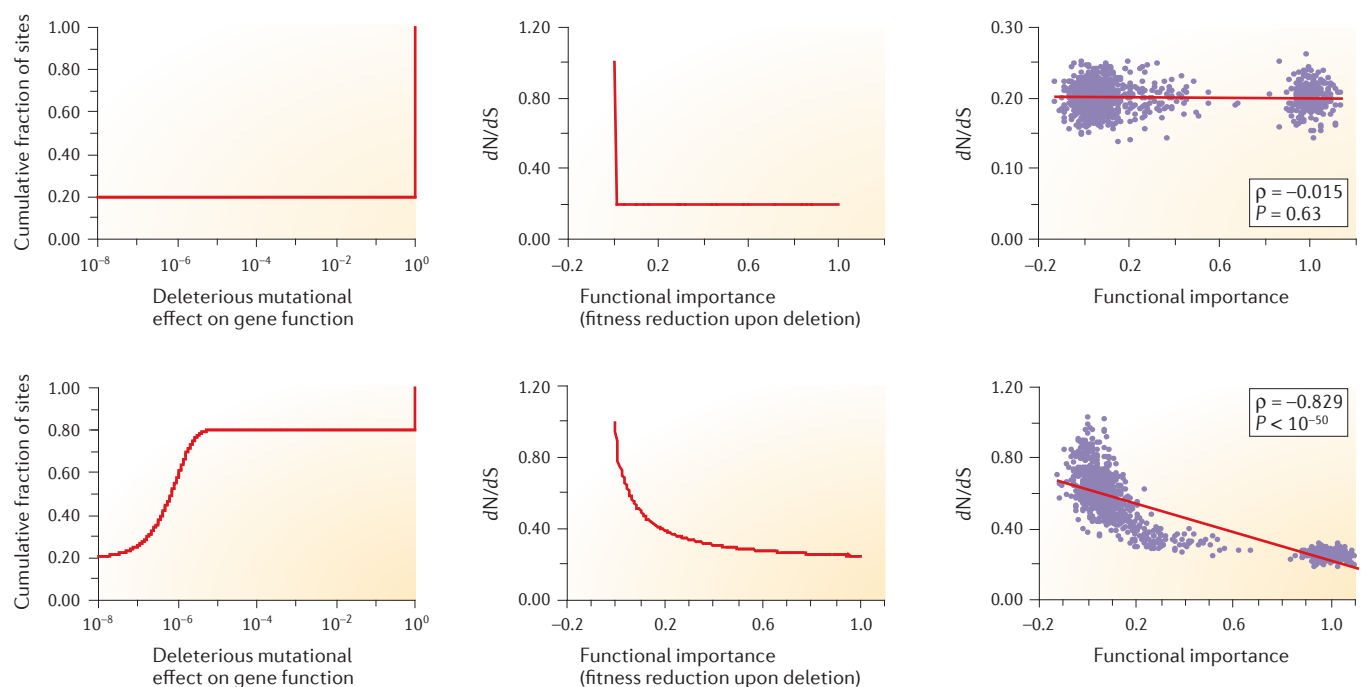 Cumulative fraction of sites
1.00
0.80
0.60
0.40
0.20
0.00
10⁻⁸ 10⁻⁶ 10⁻⁴ 10⁻² 10⁰
Deleterious mutational
effect on gene function
dN/dS
1.20
0.80
0.40
0.00
−0.2 0.2 0.6 1.0
Functional importance
(fitness reduction upon deletion)
dN/dS
0.30
0.20
0.10
0.00
ρ = −0.015
P = 0.63
−0.2 0.2 0.6 1.0
Functional importance
Cumulative fraction of sites
1.00
0.80
0.60
0.40
0.20
0.00
10⁻⁸ 10⁻⁶ 10⁻⁴ 10⁻² 10⁰
Deleterious mutational
effect on gene function
dN/dS
1.20
0.80
0.40
0.00
−0.2 0.2 0.6 1.0
Functional importance
(fitness reduction upon deletion)
dN/dS
1.20
0.80
0.40
0.00
ρ = −0.829
P < 10⁻⁵⁰
−0.2 0.2 0.6 1.0
Functional importance